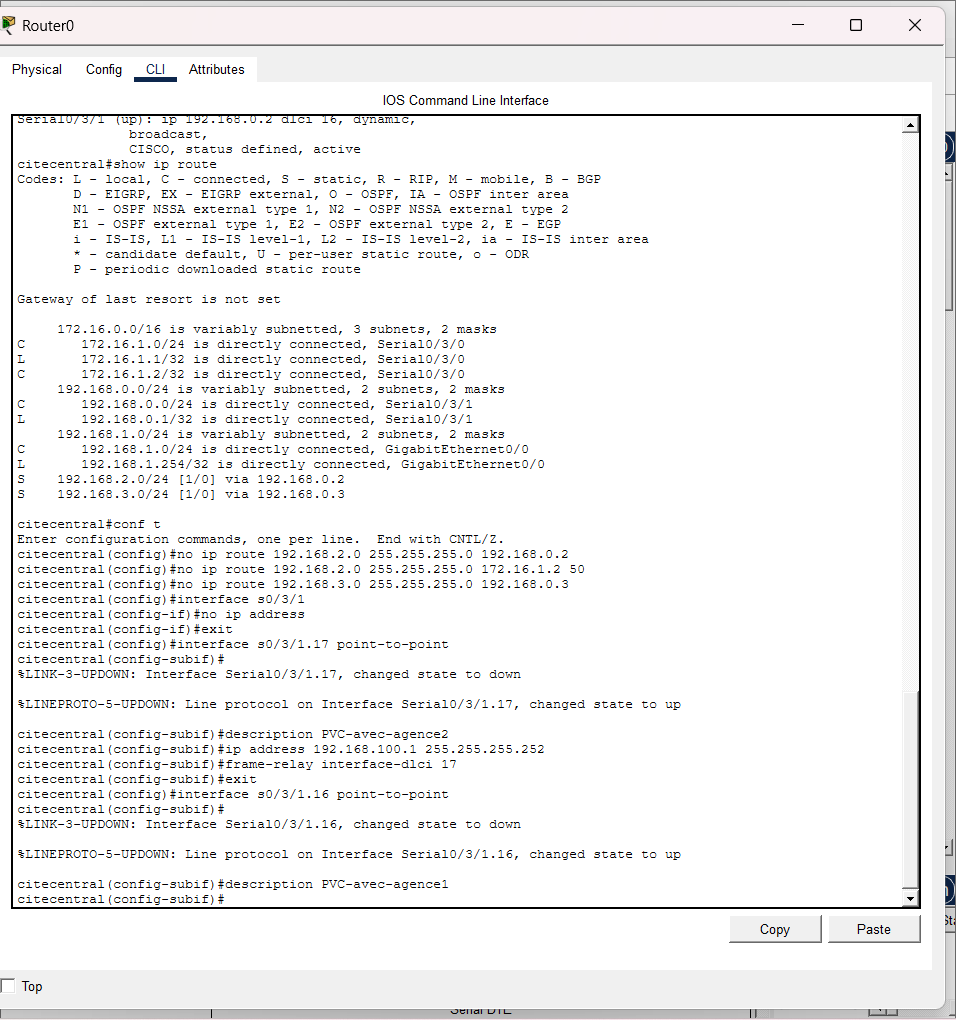 Router0
Physical Config CLI Attributes
IOS Command Line Interface
Serial0/3/1 (up): ip 192.168.0.2 dlci 16, dynamic,
broadcast,
CISCO, status defined, active
citecentral#show ip route
Codes: L - local, C - connected, S - static, R - RIP, M - mobile, B - BGP
D - EIGRP, EX - EIGRP external, O - OSPF, IA - OSPF inter area
N1 - OSPF NSSA external type 1, N2 - OSPF NSSA external type 2
E1 - OSPF external type 1, E2 - OSPF external type 2, E - EGP
i - IS-IS, L1 - IS-IS level-1, L2 - IS-IS level-2, ia - IS-IS inter area
* - candidate default, U - per-user static route, o - ODR
P - periodic downloaded static route
Gateway of last resort is not set
172.16.0.0/16 is variably subnetted, 3 subnets, 2 masks
C 172.16.1.0/24 is directly connected, Serial0/3/0
L 172.16.1.1/32 is directly connected, Serial0/3/0
C 172.16.1.2/32 is directly connected, Serial0/3/0
192.168.0.0/24 is variably subnetted, 2 subnets, 2 masks
C 192.168.0.0/24 is directly connected, Serial0/3/1
L 192.168.0.1/32 is directly connected, Serial0/3/1
192.168.1.0/24 is variably subnetted, 2 subnets, 2 masks
C 192.168.1.0/24 is directly connected, GigabitEthernet0/0
L 192.168.1.254/32 is directly connected, GigabitEthernet0/0
S 192.168.2.0/24 [1/0] via 192.168.0.2
S 192.168.3.0/24 [1/0] via 192.168.0.3
citecentral#conf t
Enter configuration commands, one per line. End with CNTL/Z.
citecentral(config)#no ip route 192.168.2.0 255.255.255.0 192.168.0.2
citecentral(config)#no ip route 192.168.2.0 255.255.255.0 172.16.1.2 50
citecentral(config)#no ip route 192.168.3.0 255.255.255.0 192.168.0.3
citecentral(config)#interface s0/3/1
citecentral(config-if)#no ip address
citecentral(config-if)#exit
citecentral(config)#interface s0/3/1.17 point-to-point
citecentral(config-subif)#
%LINK-3-UPDOWN: Interface Serial0/3/1.17, changed state to down
%LINEPROTO-5-UPDOWN: Line protocol on Interface Serial0/3/1.17, changed state to up
citecentral(config-subif)#description PVC-avec-agence2
citecentral(config-subif)#ip address 192.168.100.1 255.255.255.252
citecentral(config-subif)#frame-relay interface-dlci 17
citecentral(config-subif)#exit
citecentral(config)#interface s0/3/1.16 point-to-point
citecentral(config-subif)#
%LINK-3-UPDOWN: Interface Serial0/3/1.16, changed state to down
%LINEPROTO-5-UPDOWN: Line protocol on Interface Serial0/3/1.16, changed state to up
citecentral(config-subif)#description PVC-avec-agence1
citecentral(config-subif)#
Copy Paste
Top
Serial DTE